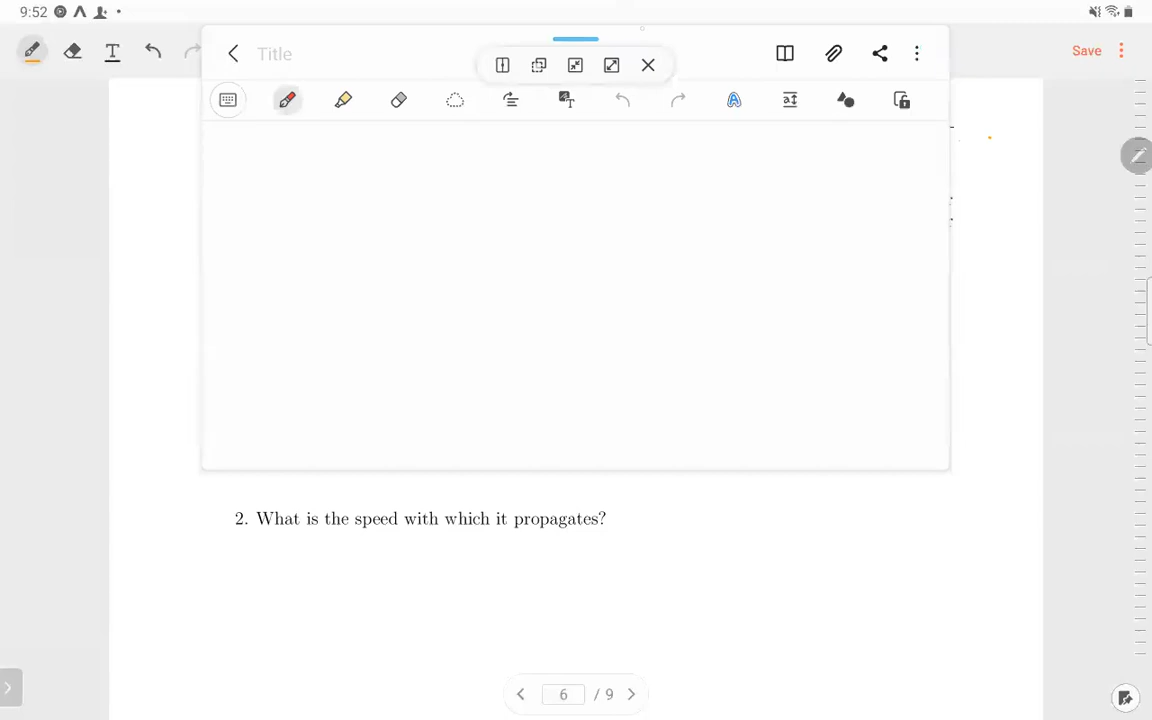 9:52
Title
Save
2. What is the speed with which it propagates?
6 / 9